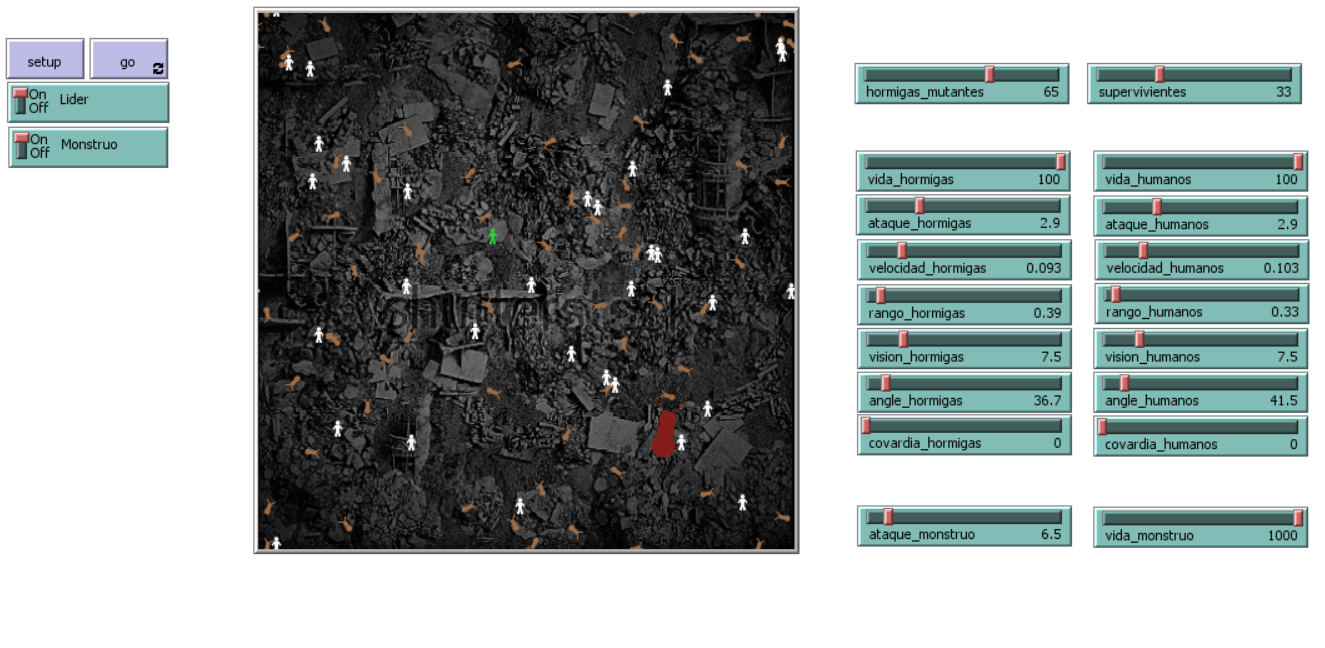 setup
go
On
Off
Lider
On
Off
Monstruo
shutterstock
hormigas_mutantes 65
supervivientes 33
vida_hormigas 100
vida_humanos 100
ataque_hormigas 2.9
ataque_humanos 2.9
velocidad_hormigas 0.093
velocidad_humanos 0.103
rango_hormigas 0.39
rango_humanos 0.33
vision_hormigas 7.5
vision_humanos 7.5
angle_hormigas 36.7
angle_humanos 41.5
covardia_hormigas 0
covardia_humanos 0
ataque_monstruo 6.5
vida_monstruo 1000